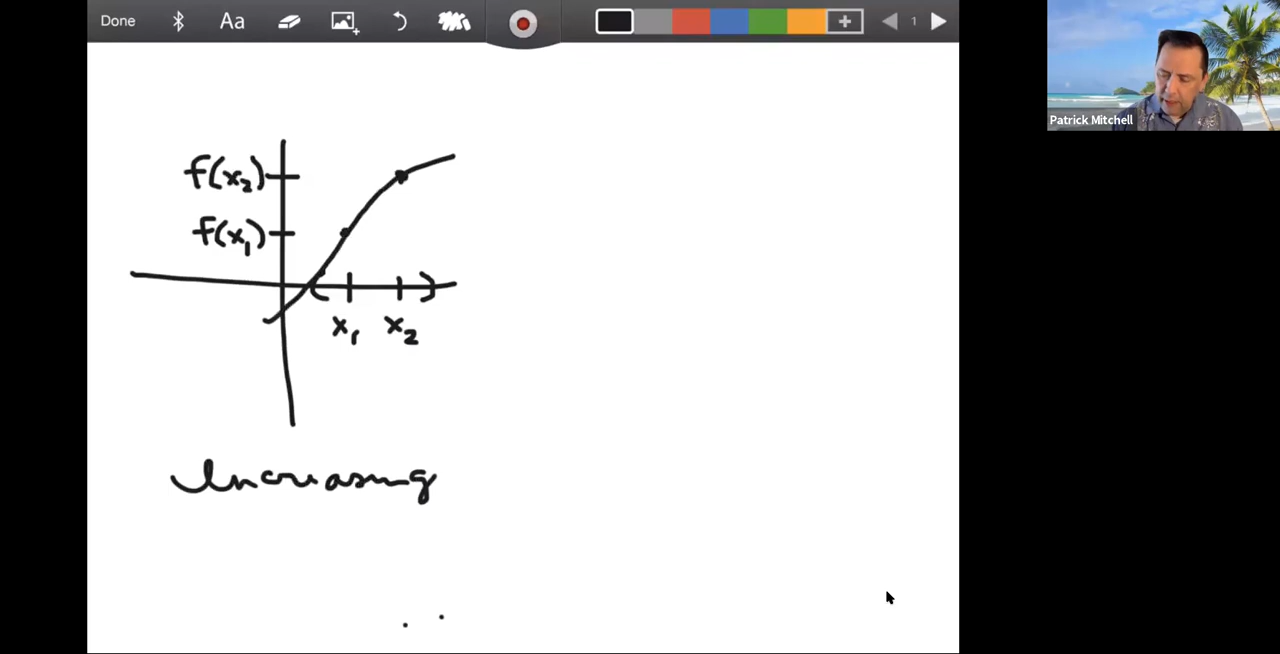 Done Aa 1
Patrick Mitchell
f(x₂)
f(x₁)
x₁ x₂
Increasing